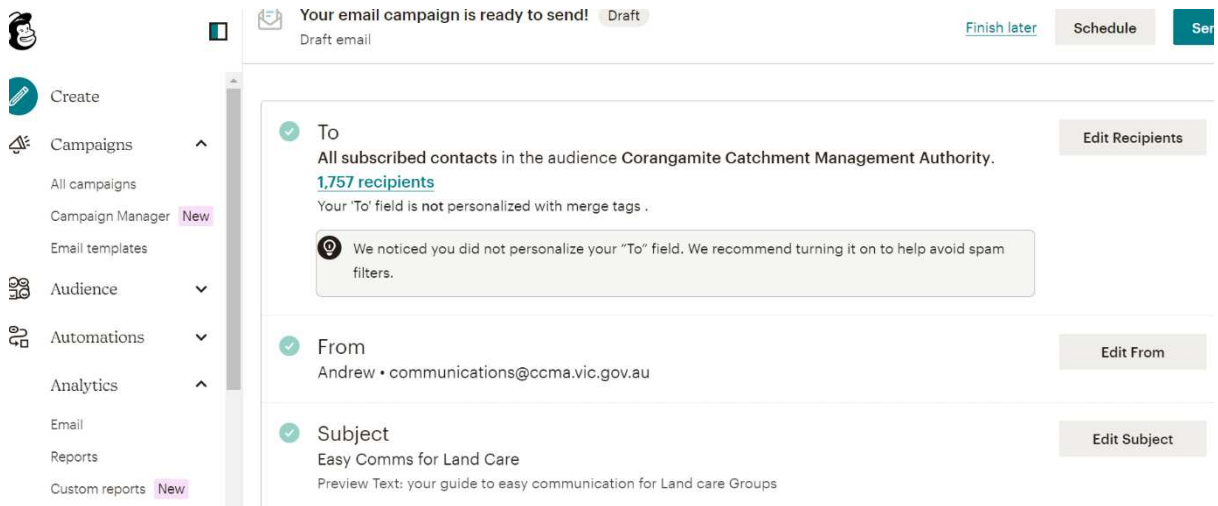 Your email campaign is ready to send! Draft
Draft email
Finish later
Schedule
Create
Campaigns
All campaigns
Campaign Manager New
Email templates
Audience
Automations
Analytics
Email
Reports
Custom reports New
To
All subscribed contacts in the audience Corangamite Catchment Management Authority.
1,757 recipients
Your 'To' field is not personalized with merge tags .
We noticed you did not personalize your “To” field. We recommend turning it on to help avoid spam
filters.
Edit Recipients
From
Andrew • communications@ccma.vic.gov.au
Edit From
Subject
Easy Comms for Land Care
Preview Text: your guide to easy communication for Land care Groups
Edit Subject